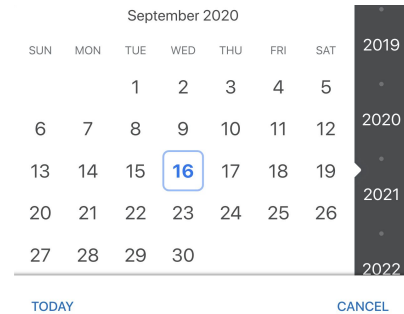 September 2020
SUN MON TUE WED THU FRI SAT
1 2 3 4 5
6 7 8 9 10 11 12
13 14 15 16 17 18 19
20 21 22 23 24 25 26
27 28 29 30
2019
2020
2021
2022
TODAY CANCEL